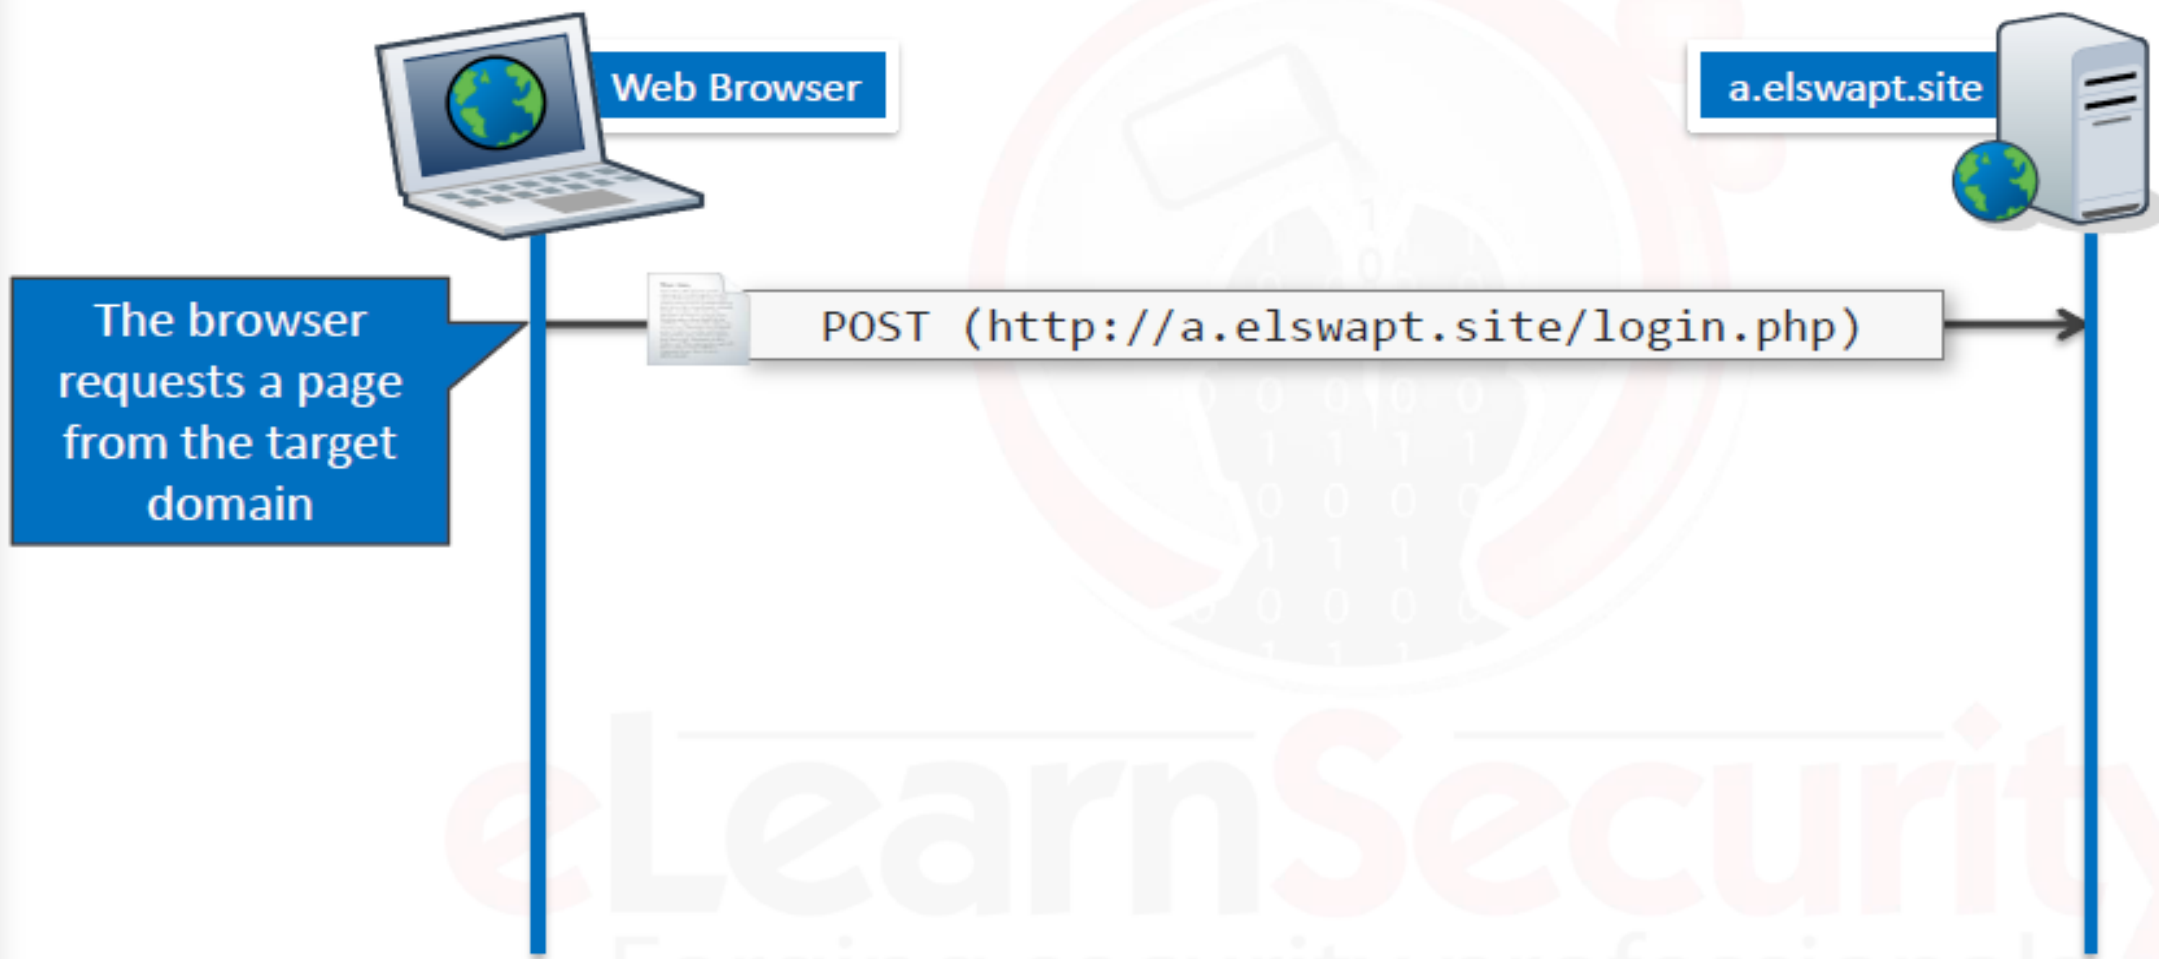 Web Browser
a.elswapt.site
The browser
requests a page
from the target
domain
POST (http://a.elswapt.site/login.php)
eLearnSecurity